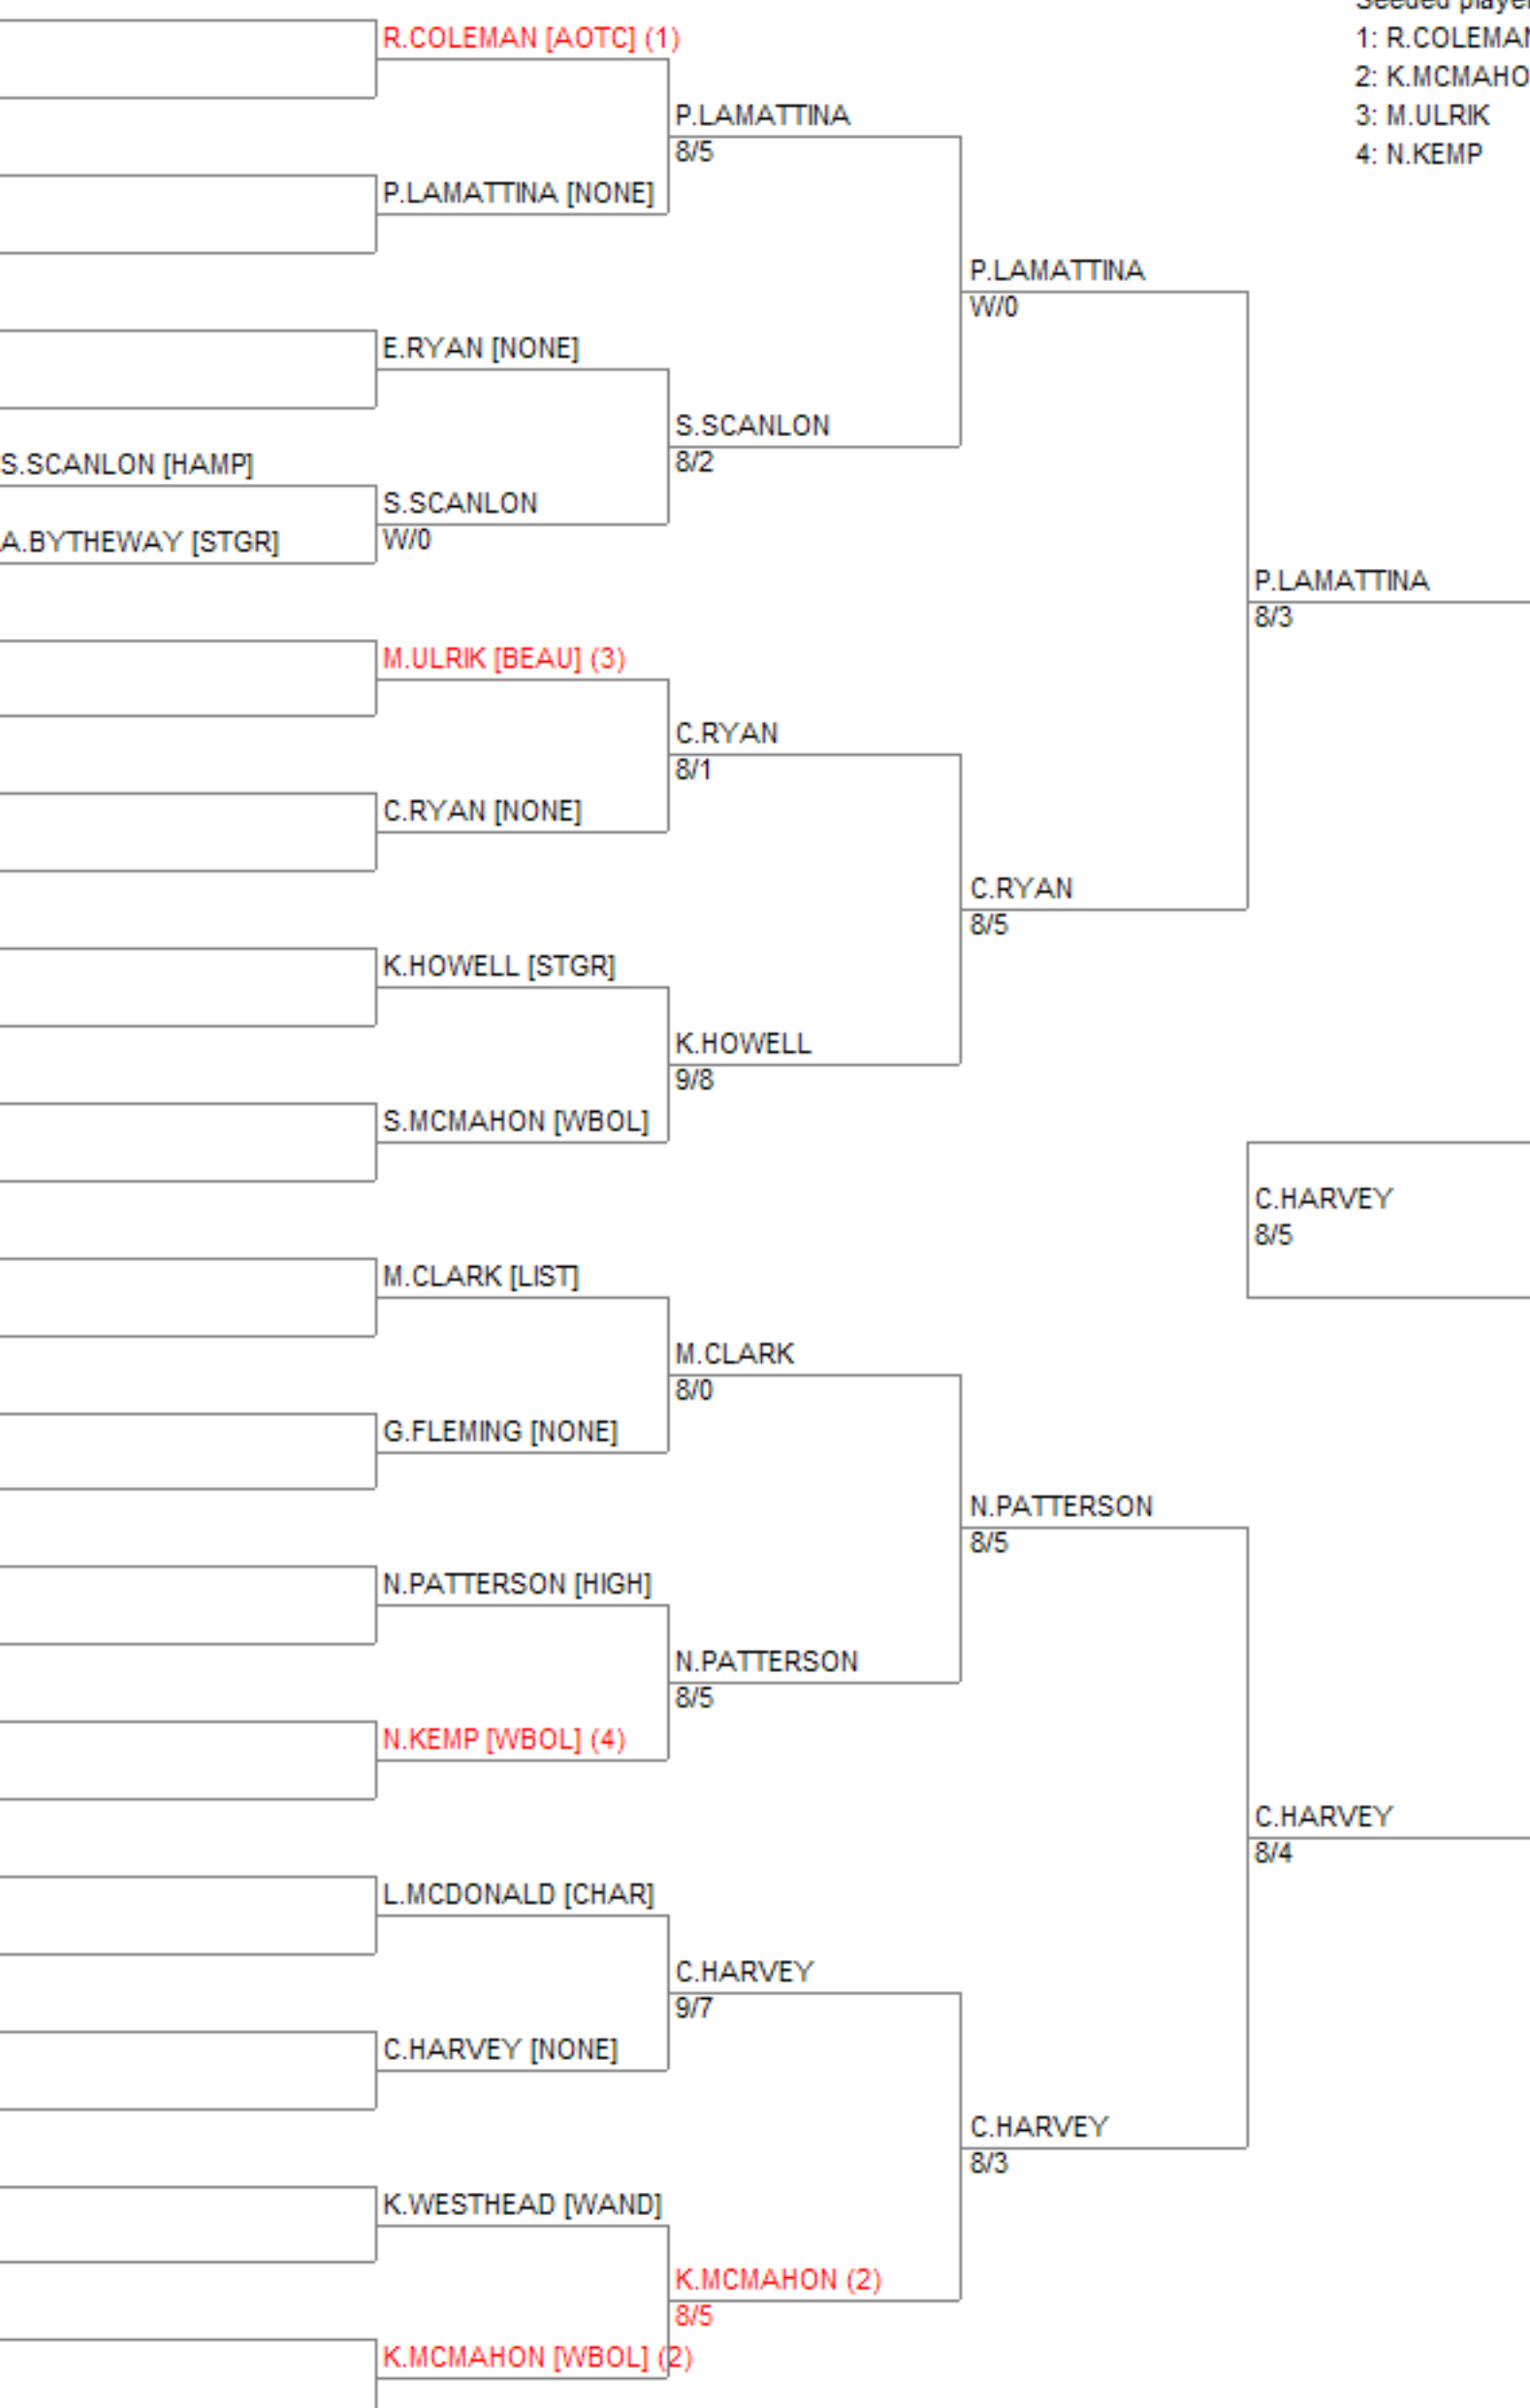 Seeded player
1: R.COLEMAN
2: K.MCMAHO
3: M.ULRIK
4: N.KEMP
R.COLEMAN [AOTC] (1)
P.LAMATTINA
8/5
P.LAMATTINA [NONE]
P.LAMATTINA
W/0
E.RYAN [NONE]
S.SCANLON
8/2
S.SCANLON [HAMP]
S.SCANLON
W/0
A.BYTHEWAY [STGR]
P.LAMATTINA
8/3
M.ULRIK [BEAU] (3)
C.RYAN
8/1
C.RYAN [NONE]
C.RYAN
8/5
K.HOWELL [STGR]
K.HOWELL
9/8
S.MCMAHON [WBOL]
C.HARVEY
8/5
M.CLARK [LIST]
M.CLARK
8/0
G.FLEMING [NONE]
N.PATTERSON
8/5
N.PATTERSON [HIGH]
N.PATTERSON
8/5
N.KEMP [WBOL] (4)
C.HARVEY
8/4
L.MCDONALD [CHAR]
C.HARVEY
9/7
C.HARVEY [NONE]
C.HARVEY
8/3
K.WESTHEAD [WAND]
K.MCMAHON (2)
8/5
K.MCMAHON [WBOL] (2)